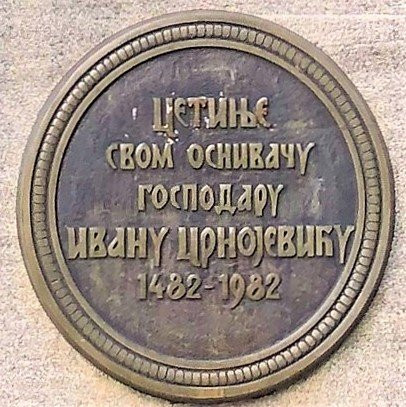 ЦЕТИЊЕ
СВОМ ОСНИВАЧУ
ГОСПОДАРУ
ИВАНУ ЦРНОЈЕВИЋУ
1482-1982